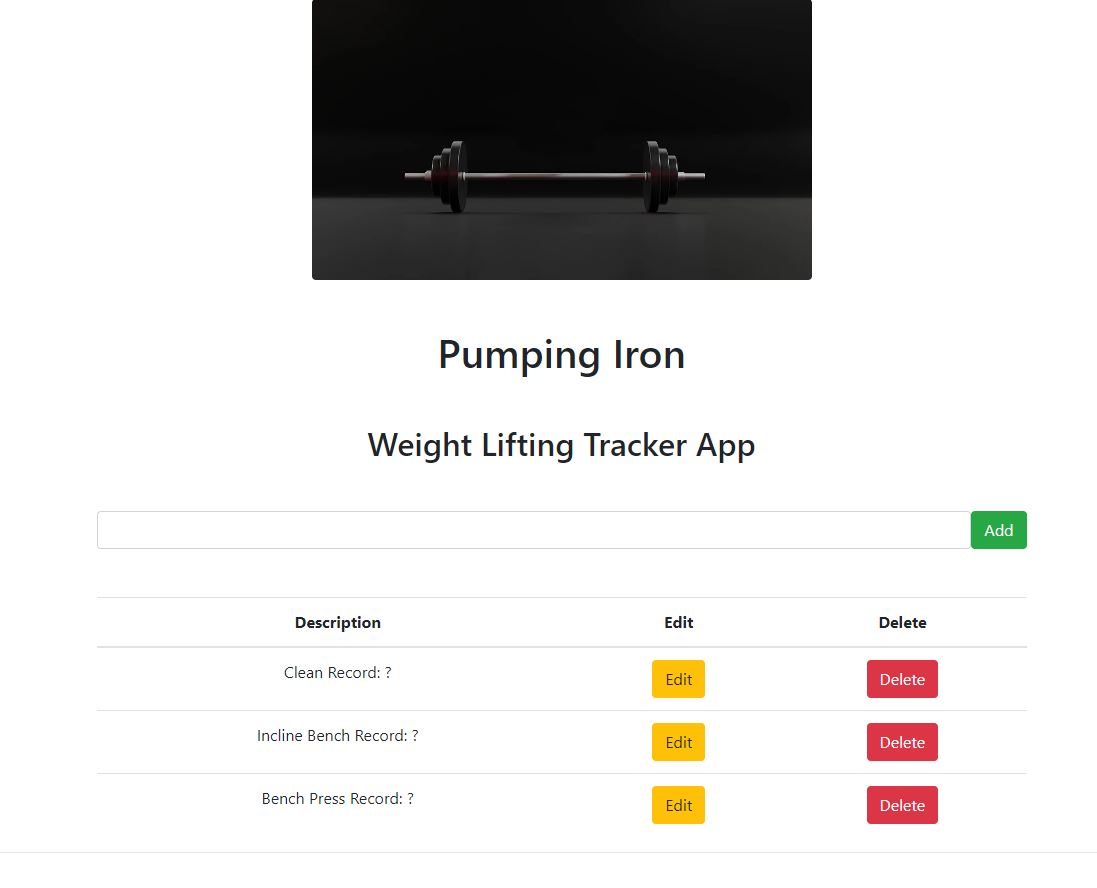 Pumping Iron
Weight Lifting Tracker App
Add
Description Edit Delete
Clean Record: ? Edit Delete
Incline Bench Record: ? Edit Delete
Bench Press Record: ? Edit Delete